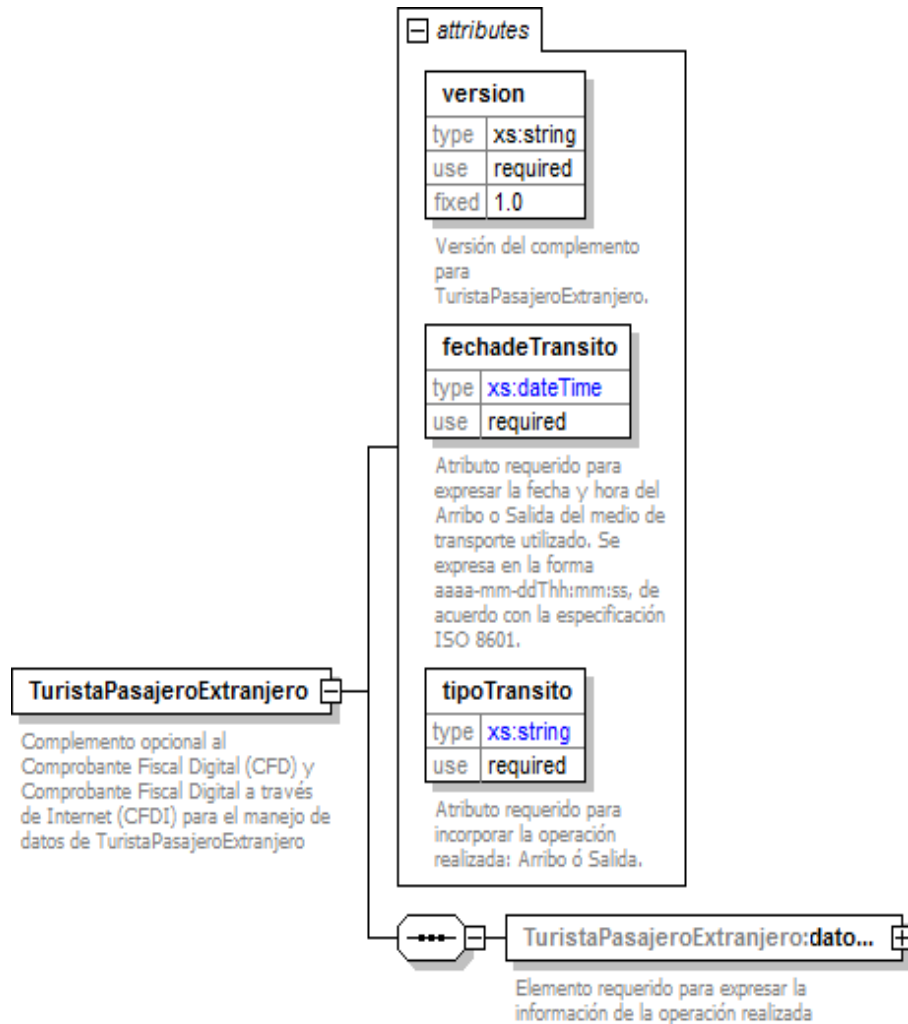 attributes
version
type xs:string
use required
fixed 1.0
Versión del complemento
para
TuristaPasajeroExtranjero.
fechadeTransito
type xs:dateTime
use required
Atributo requerido para
expresar la fecha y hora del
Arribo o Salida del medio de
transporte utilizado. Se
expresa en la forma
aaaa-mm-ddThh:mm:ss, de
acuerdo con la especificación
ISO 8601.
TuristaPasajeroExtranjero
Complemento opcional al
Comprobante Fiscal Digital (CFD) y
Comprobante Fiscal Digital a través
de Internet (CFDI) para el manejo de
datos de TuristaPasajeroExtranjero
tipoTransito
type xs:string
use required
Atributo requerido para
incorporar la operación
realizada: Arribo ó Salida.
TuristaPasajeroExtranjero:dato...
Elemento requerido para expresar la
información de la operación realizada